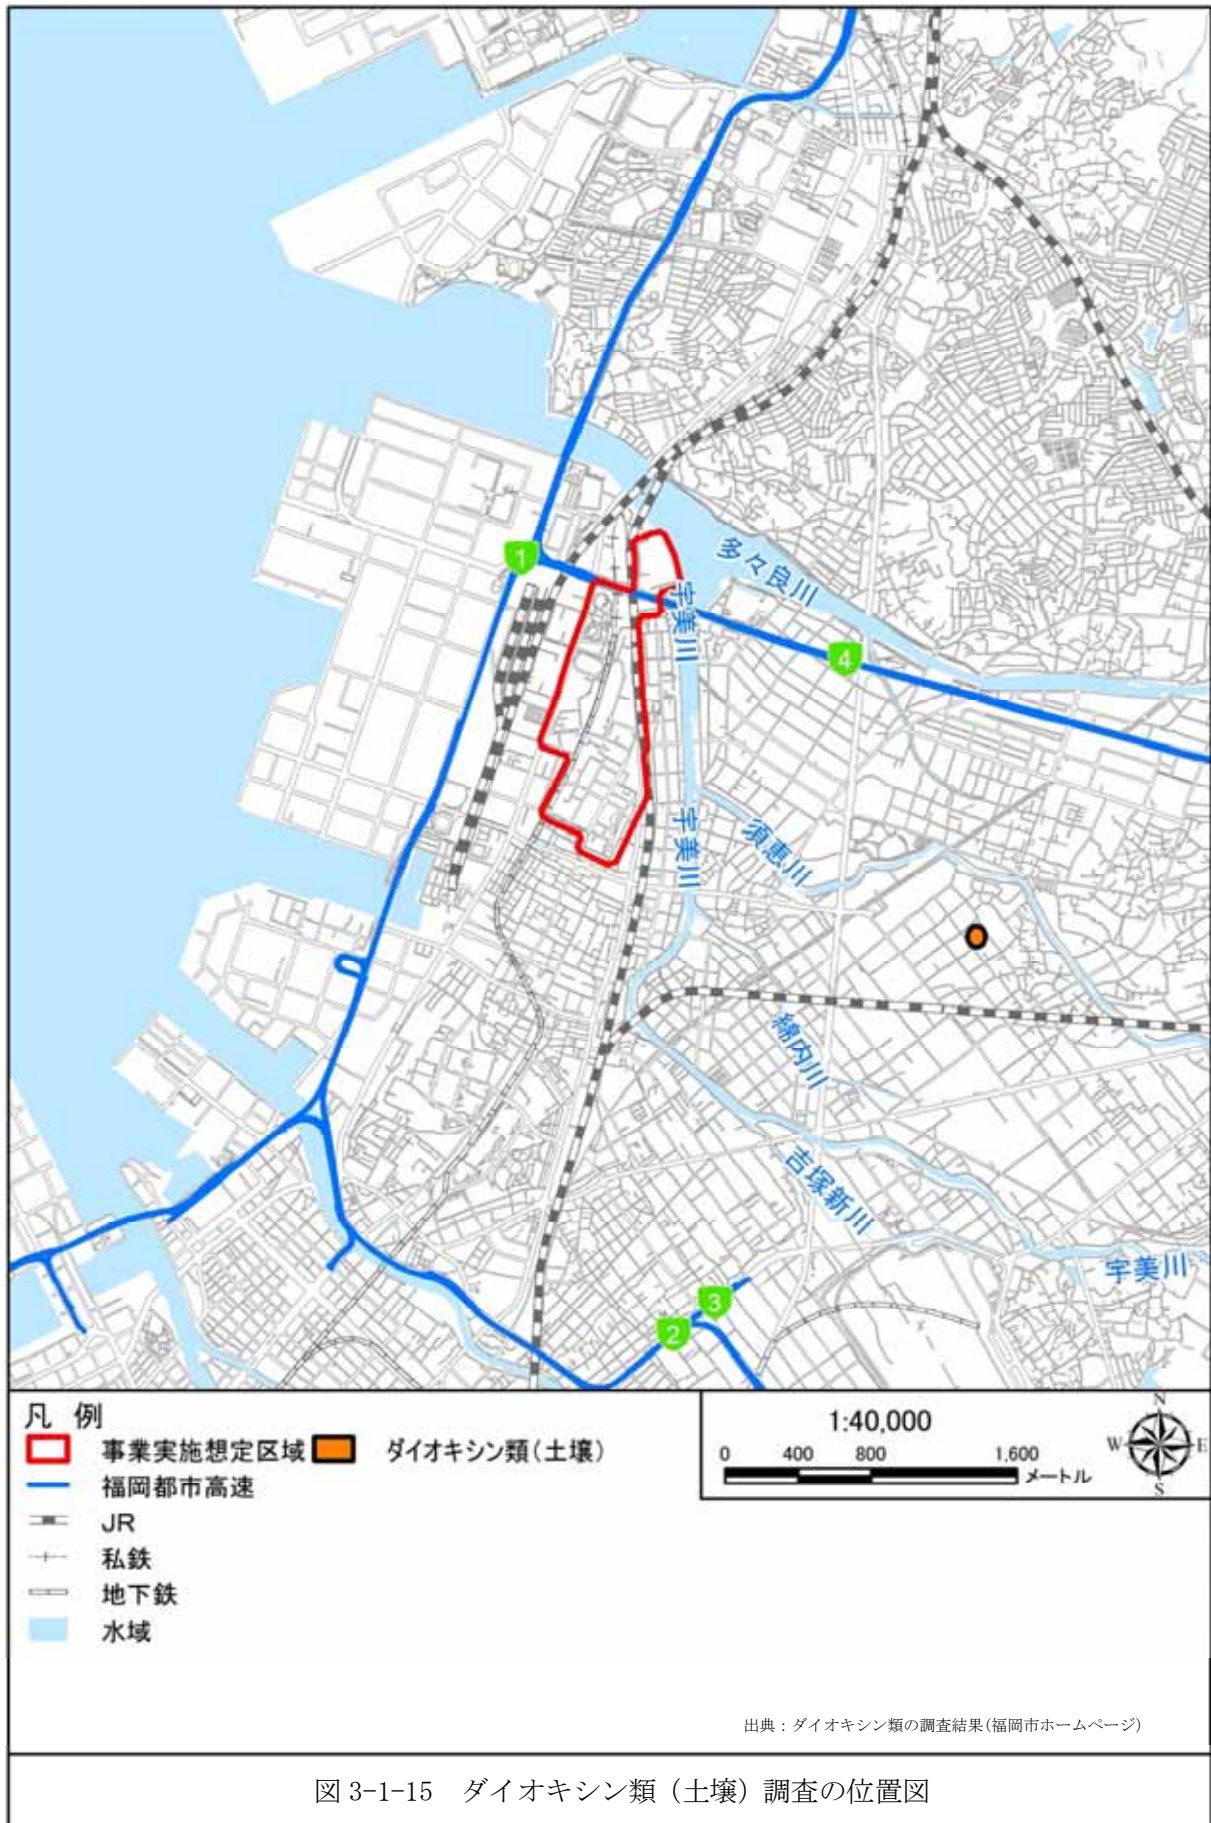 1
多々良川
宇美川
4
宇美川
須恵川
綿内川
吉塚新川
宇美川
3
2
凡 例
事業実施想定区域
ダイオキシン類(土壌)
福岡都市高速
JR
私鉄
地下鉄
水域
1:40,000
0 400 800 1,600
メートル
N
W E
S
出典：ダイオキシン類の調査結果(福岡市ホームページ)
図 3-1-15 ダイオキシン類（土壌）調査の位置図